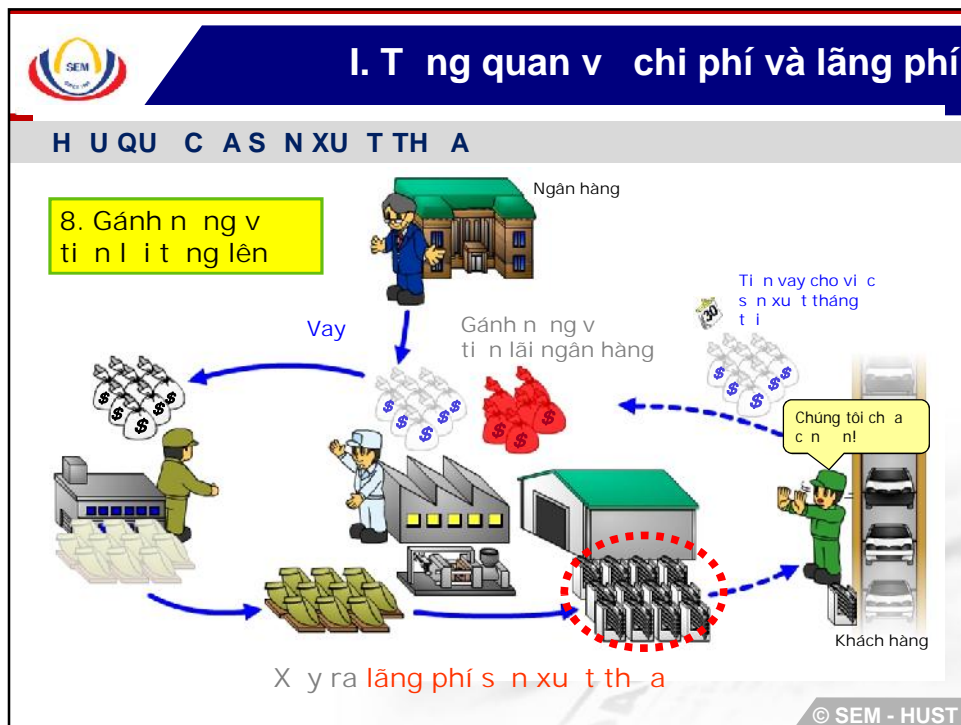 SEM
I. T ng quan v chi phí và lãng phí
H U QU C A S N XU T TH A
Ngân hàng
8. Gánh n ng v
ti n l i t ng lên
Ti n vay cho vi c
s n xu t tháng
t i
30
Vay
Gánh n ng v
ti n lãi ngân hàng
Chúng tôi ch a
c n n!
Khách hàng
X y ra lãng phí s n xu t th a
© SEM - HUST